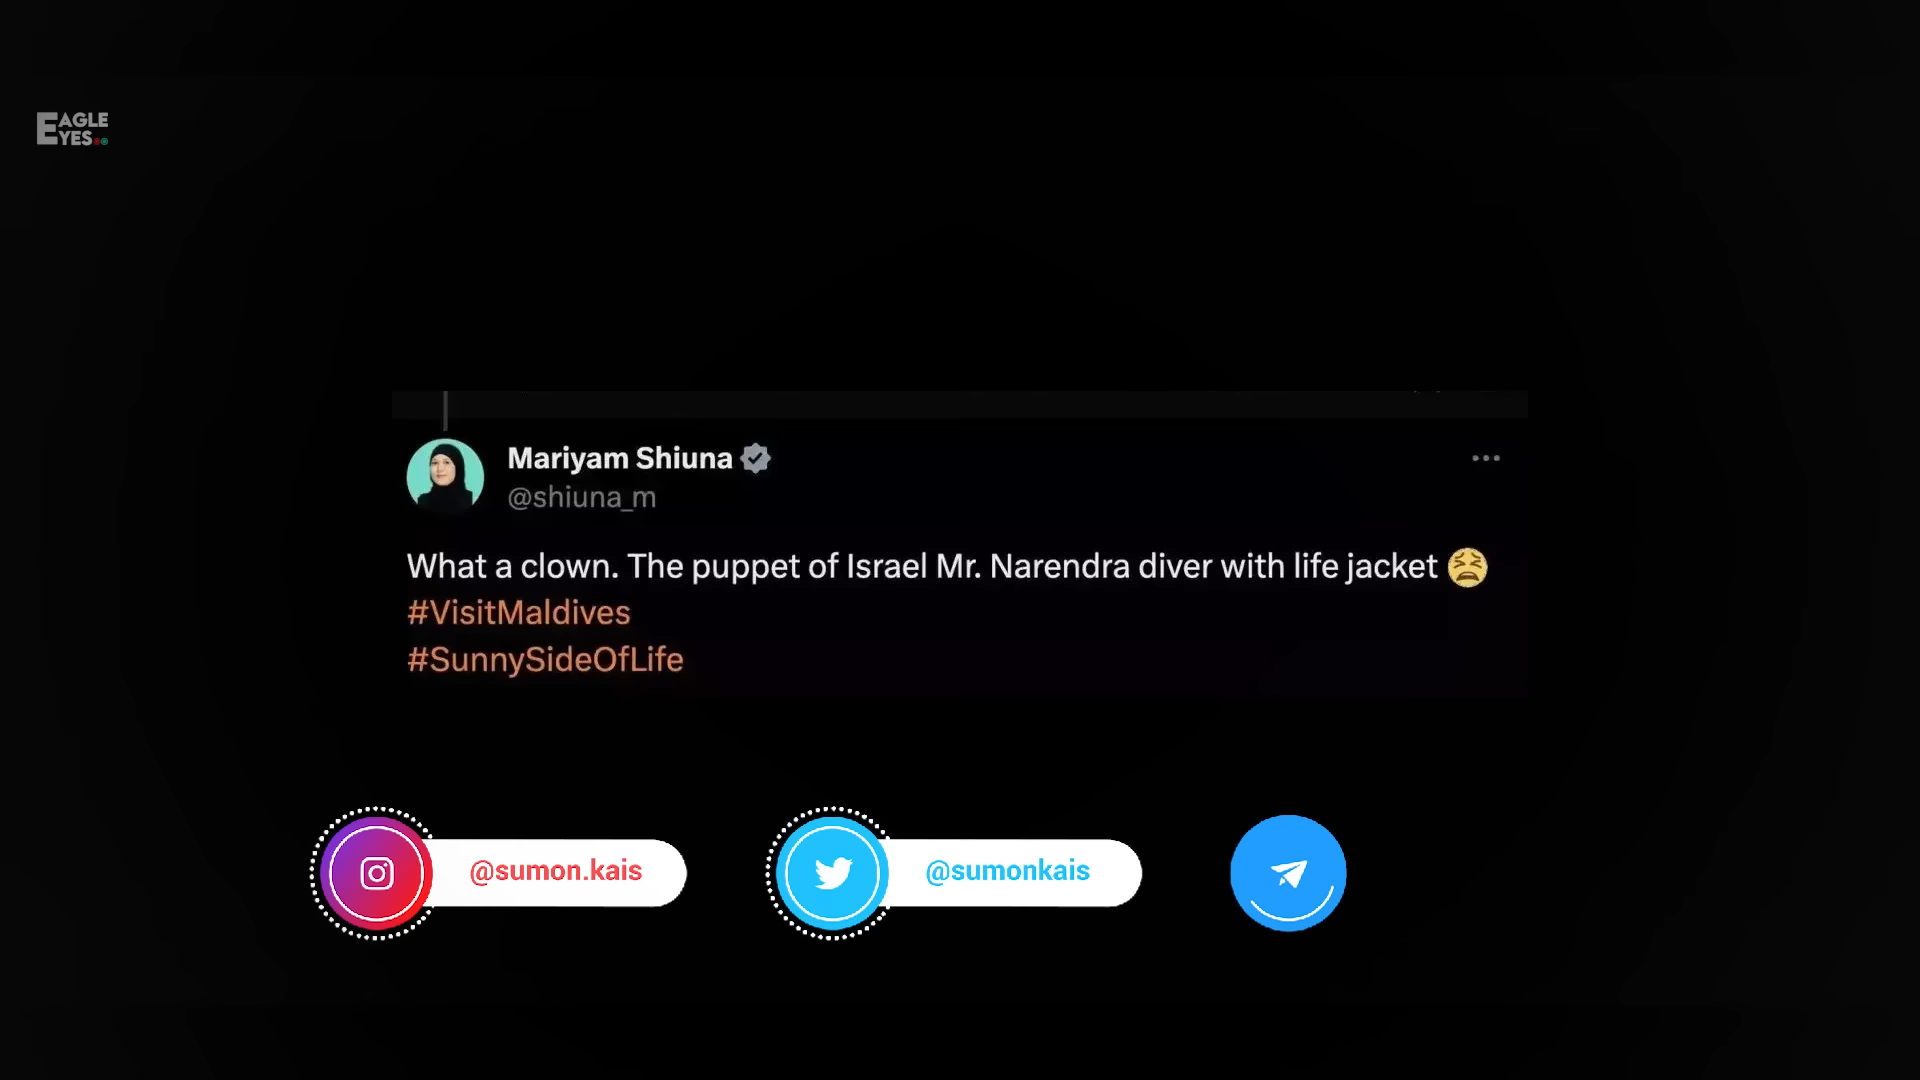 EAGLE
EYES
Mariyam Shiuna
@shiuna_m
What a clown. The puppet of Israel Mr. Narendra diver with life jacket 😫
#VisitMaldives
#SunnySideOfLife
@sumon.kais
@sumonkais